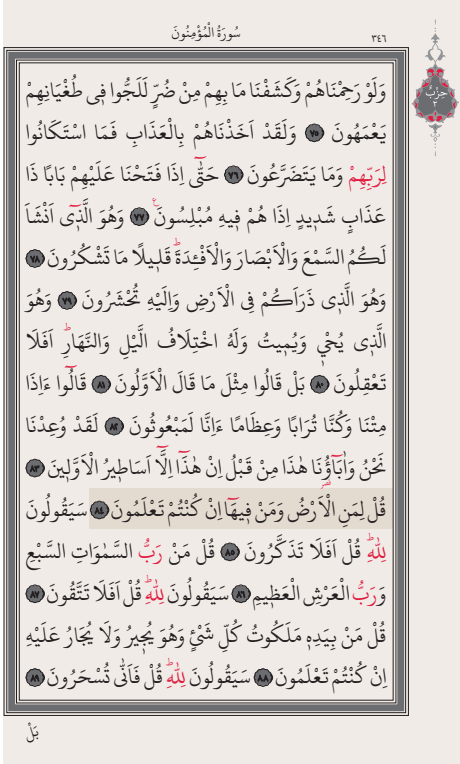 سُورَةُ الْمُؤْمِنُونَ
٣٤٦
حِزْب
وَلَوْ رَحِمْنَاهُمْ وَكَشَفْنَا مَا بِهِمْ مِنْ ضُرٍّ لَلَجُّوا فٖى طُغْيَانِهِمْ
يَعْمَهُونَ ﴿٧٥﴾ وَلَقَدْ اَخَذْنَاهُمْ بِالْعَذَابِ فَمَا اسْتَكَانُوا
لِرَبِّهِمْ وَمَا يَتَضَرَّعُونَ ﴿٧٦﴾ حَتّٰٓى اِذَا فَتَحْنَا عَلَيْهِمْ بَابًا ذَا
عَذَابٍ شَدٖيدٍ اِذَا هُمْ فٖيهِ مُبْلِسُونَ ﴿٧٧﴾ وَهُوَ الَّذٖٓى اَنْشَاَ
لَكُمُ السَّمْعَ وَالْاَبْصَارَ وَالْاَفْـِٔدَةَؕ قَلٖيلًا مَا تَشْكُرُونَ ﴿٧٨﴾
وَهُوَ الَّذٖى ذَرَاَكُمْ فِى الْاَرْضِ وَاِلَيْهِ تُحْشَرُونَ ﴿٧٩﴾ وَهُوَ
الَّذٖى يُحْيٖ وَيُمٖيتُ وَلَهُ اخْتِلَافُ الَّيْلِ وَالنَّهَارِؕ اَفَلَا
تَعْقِلُونَ ﴿٨٠﴾ بَلْ قَالُوا مِثْلَ مَا قَالَ الْاَوَّلُونَ ﴿٨١﴾ قَالُٓوا ءَاِذَا
مِتْنَا وَكُنَّا تُرَابًا وَعِظَامًا ءَاِنَّا لَمَبْعُوثُونَ ﴿٨٢﴾ لَقَدْ وُعِدْنَا
نَحْنُ وَاٰبَٓاؤُ۬نَا هٰذَا مِنْ قَبْلُ اِنْ هٰذَٓا اِلَّٓا اَسَاطٖيرُ الْاَوَّلٖينَ ﴿٨٣﴾
قُلْ لِمَنِ الْاَرْضُ وَمَنْ فٖيهَٓا اِنْ كُنْتُمْ تَعْلَمُونَ ﴿٨٤﴾ سَيَقُولُونَ
لِلّٰهِؕ قُلْ اَفَلَا تَذَكَّرُونَ ﴿٨٥﴾ قُلْ مَنْ رَبُّ السَّمٰوَاتِ السَّبْعِ
وَرَبُّ الْعَرْشِ الْعَظٖيمِ ﴿٨٦﴾ سَيَقُولُونَ لِلّٰهِؕ قُلْ اَفَلَا تَتَّقُونَ ﴿٨٧﴾
قُلْ مَنْ بِيَدِهٖ مَلَكُوتُ كُلِّ شَیْءٍ وَهُوَ يُجٖيرُ وَلَا يُجَارُ عَلَيْهِ
اِنْ كُنْتُمْ تَعْلَمُونَ ﴿٨٨﴾ سَيَقُولُونَ لِلّٰهِؕ قُلْ فَاَنّٰى تُسْحَرُونَ ﴿٨٩﴾
بَلْ